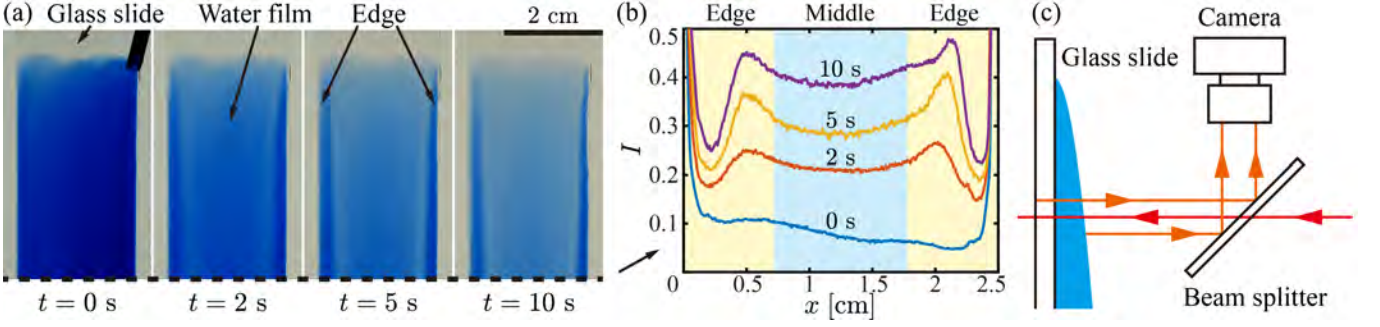 (a) Glass slide Water film Edge 2 cm
t = 0 s t = 2 s t = 5 s t = 10 s
(b) Edge Middle Edge
0.5
0.4
0.3
0.2
0.1
I
10 s
5 s
2 s
0 s
0 0.5 1 1.5 2 2.5
x [cm]
(c) Camera
Glass slide
Beam splitter